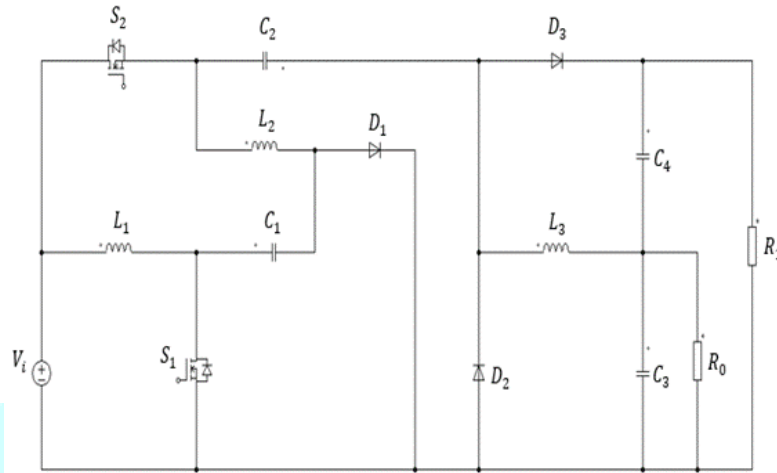 S₂
C₂
D₃
L₂
D₁
C₄
L₁
C₁
L₃
Vᵢ
S₁
D₂
C₃
R₀